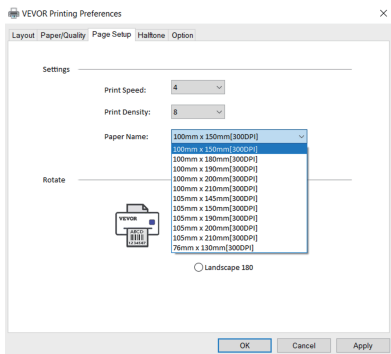 VEVOR Printing Preferences
Layout Paper/Quality Page Setup Halftone Option
Settings
Print Speed: 4
Print Density: 8
Paper Name: 100mm x 150mm[300DPI]
100mm x 150mm[300DPI]
100mm x 180mm[300DPI]
100mm x 190mm[300DPI]
100mm x 200mm[300DPI]
100mm x 210mm[300DPI]
105mm x 145mm[300DPI]
105mm x 150mm[300DPI]
105mm x 190mm[300DPI]
105mm x 200mm[300DPI]
105mm x 210mm[300DPI]
76mm x 130mm[300DPI]
Rotate
VEVOR
ABCD
Landscape 180
OK Cancel Apply